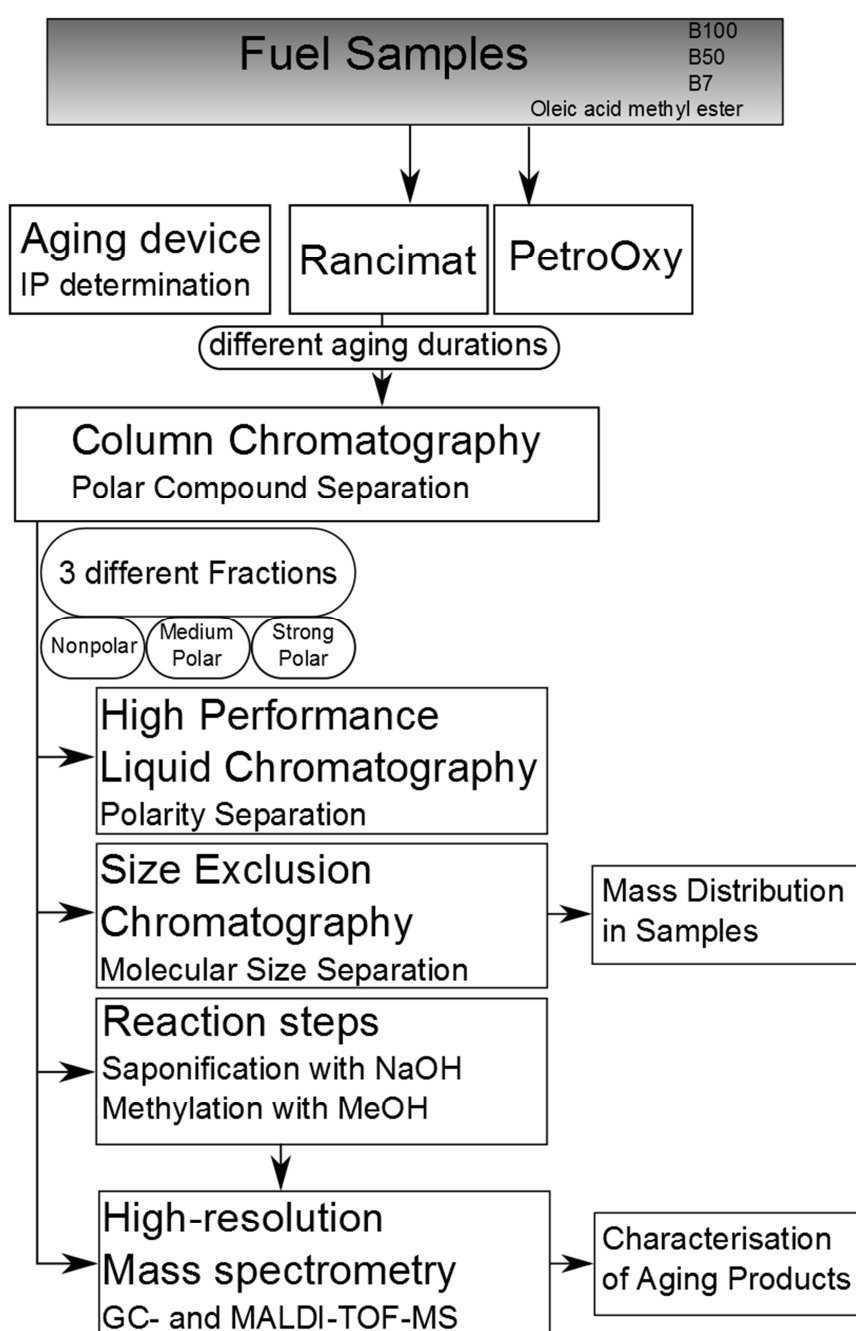 Fuel Samples
B100
B50
B7
Oleic acid methyl ester
Aging device
IP determination
Rancimat
PetroOxy
different aging durations
Column Chromatography
Polar Compound Separation
3 different Fractions
Nonpolar
Medium
Polar
Strong
Polar
High Performance
Liquid Chromatography
Polarity Separation
Size Exclusion
Chromatography
Molecular Size Separation
Mass Distribution
in Samples
Reaction steps
Saponification with NaOH
Methylation with MeOH
High-resolution
Mass spectrometry
GC- and MALDI-TOF-MS
Characterisation
of Aging Products